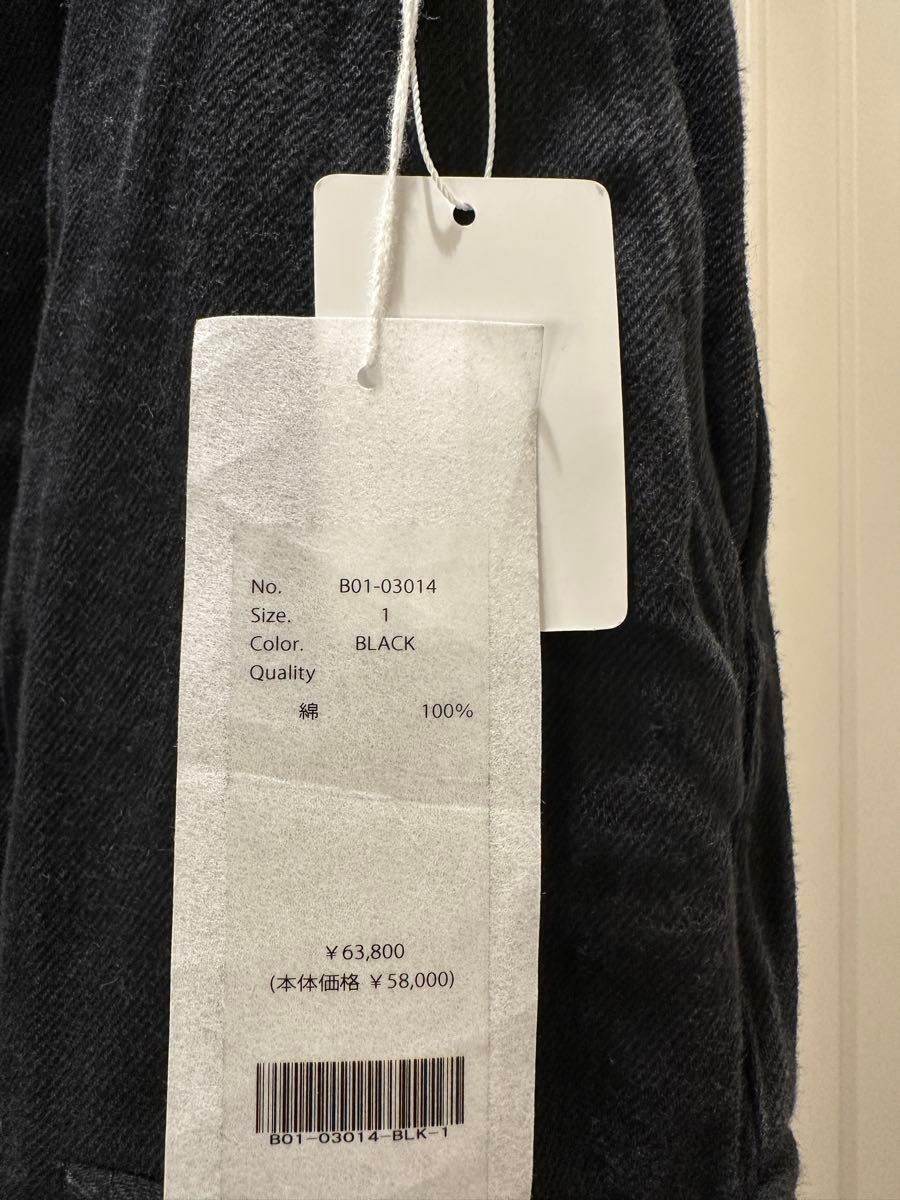 No. B01-03014
Size. 1
Color. BLACK
Quality
綿 100%
￥63,800
(本体価格 ￥58,000)
B01-03014-BLK-1